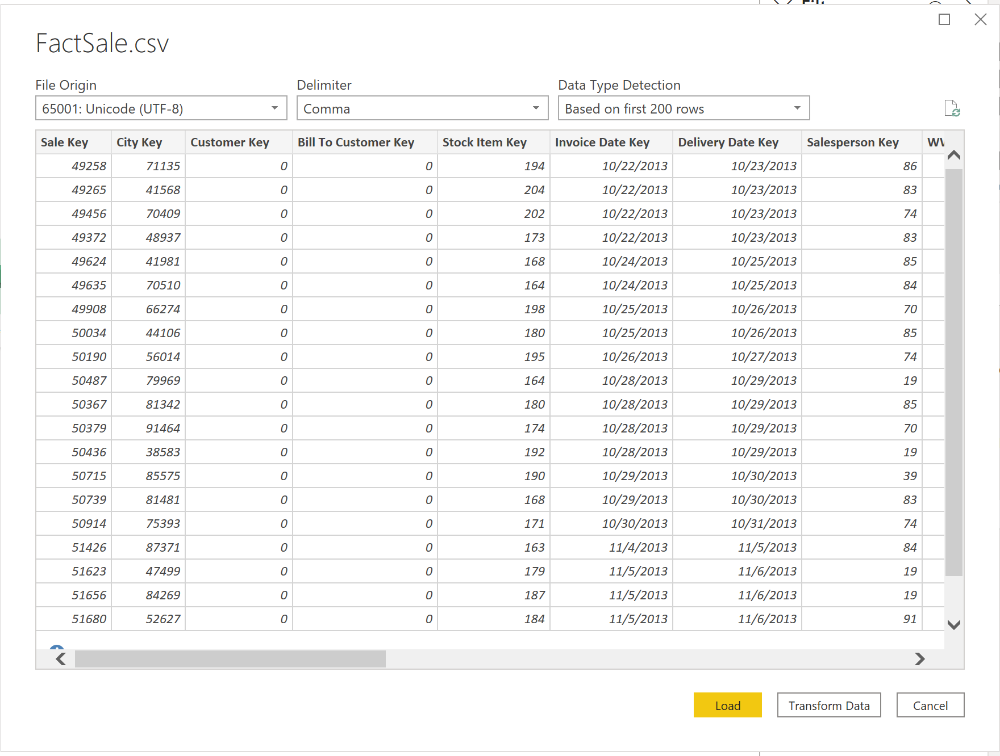 FactSale.csv
File Origin Delimiter Data Type Detection
65001: Unicode (UTF-8) Comma Based on first 200 rows
Sale Key City Key Customer Key Bill To Customer Key Stock Item Key Invoice Date Key Delivery Date Key Salesperson Key
49258 71135 0 0 194 10/22/2013 10/23/2013 86
49265 41568 0 0 204 10/22/2013 10/23/2013 83
49456 70409 0 0 202 10/22/2013 10/23/2013 74
49372 48937 0 0 173 10/22/2013 10/23/2013 83
49624 41981 0 0 168 10/24/2013 10/25/2013 85
49635 70510 0 0 164 10/24/2013 10/25/2013 84
49908 66274 0 0 198 10/25/2013 10/26/2013 70
50034 44106 0 0 180 10/25/2013 10/26/2013 85
50190 56014 0 0 195 10/26/2013 10/27/2013 74
50487 79969 0 0 164 10/28/2013 10/29/2013 19
50367 81342 0 0 180 10/28/2013 10/29/2013 85
50379 91464 0 0 174 10/28/2013 10/29/2013 70
50436 38583 0 0 192 10/28/2013 10/29/2013 19
50715 85575 0 0 190 10/29/2013 10/30/2013 39
50739 81481 0 0 168 10/29/2013 10/30/2013 83
50914 75393 0 0 171 10/30/2013 10/31/2013 74
51426 87371 0 0 163 11/4/2013 11/5/2013 84
51623 47499 0 0 179 11/5/2013 11/6/2013 19
51656 84269 0 0 187 11/5/2013 11/6/2013 19
51680 52627 0 0 184 11/5/2013 11/6/2013 91
Load Transform Data Cancel